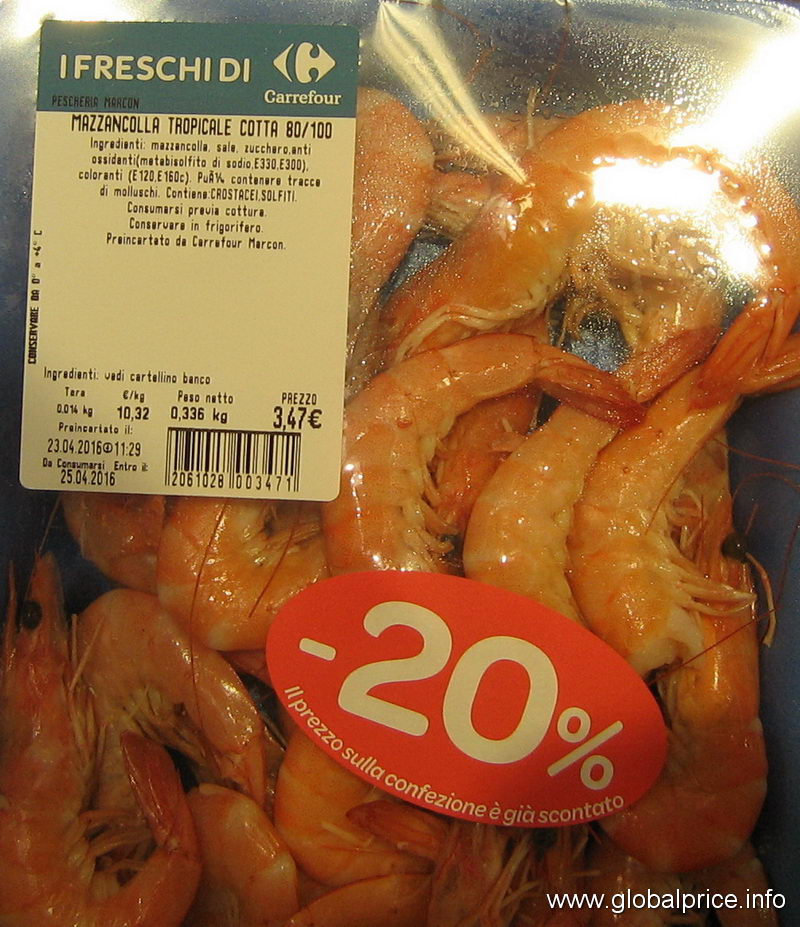 I FRESCHI DI Carrefour
PESCHERIA MARCON
MAZZANCOLLA TROPICALE COTTA 80/100
Ingredienti: mazzancolla, sale, zucchero,anti
ossidanti(metabisolfito di sodio,E330,E300),
coloranti (E120,E160c). PuÃ¼ contenere tracce
di molluschi. Contiene:CROSTACEI,SOLFITI.
Consumarsi previa cottura.
Conservare in frigorifero.
Preincartato da Carrefour Marcon.
CONSERVARE DA 0° a +4° C
Ingredienti: vedi cartellino banco
Tara €/kg Peso netto PREZZO
0.014 kg 10,32 0,336 kg 3,47€
Preincartato il:
23.04.2016 11:29
Da Consumarsi Entro il:
25.04.2016
2061028 003471
-20%
Il prezzo sulla confezione è già scontato
www.globalprice.info